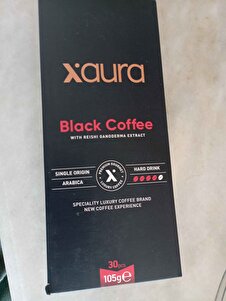 xaura
Black Coffee
WITH REISHI GANODERMA EXTRACT
SINGLE ORIGIN
ARABICA
HARD DRINK
SPECIALITY LUXURY COFFEE BRAND
NEW COFFEE EXPERIENCE
30 pcs
105g℮